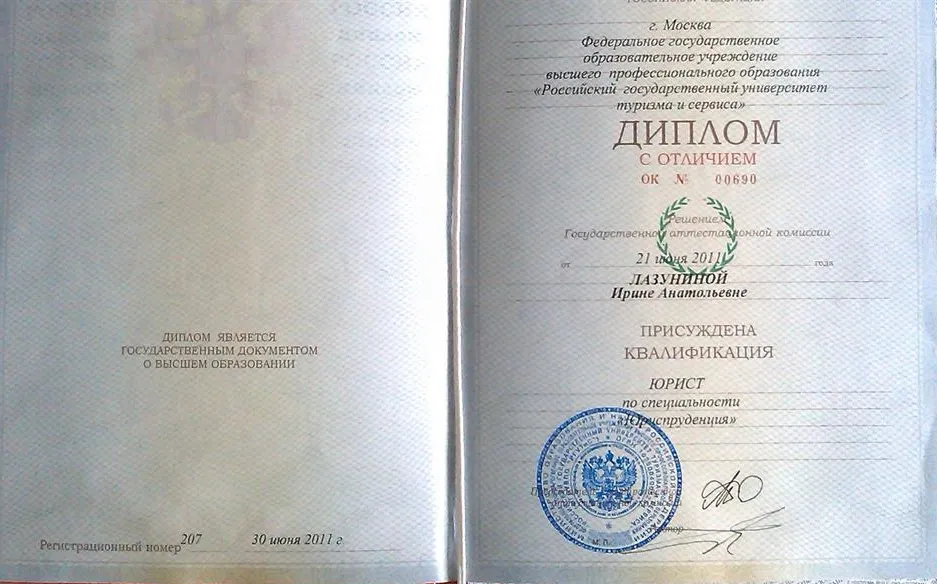 ДИПЛОМ ЯВЛЯЕТСЯ
ГОСУДАРСТВЕННЫМ ДОКУМЕНТОМ
О ВЫСШЕМ ОБРАЗОВАНИИ
Регистрационный номер 207 30 июня 2011 г
г. Москва
Федеральное государственное
образовательное учреждение
высшего профессионального образования
«Российский государственный университет
туризма и сервиса»
ДИПЛОМ
С ОТЛИЧИЕМ
ОК № 00690
Решением
Государственной аттестационной комиссии
от 21 июня 2011 года
ЛАЗУНИНОЙ
Ирине Анатольевне
ПРИСУЖДЕНА
КВАЛИФИКАЦИЯ
ЮРИСТ
по специальности
«Юриспруденция»
М. П.